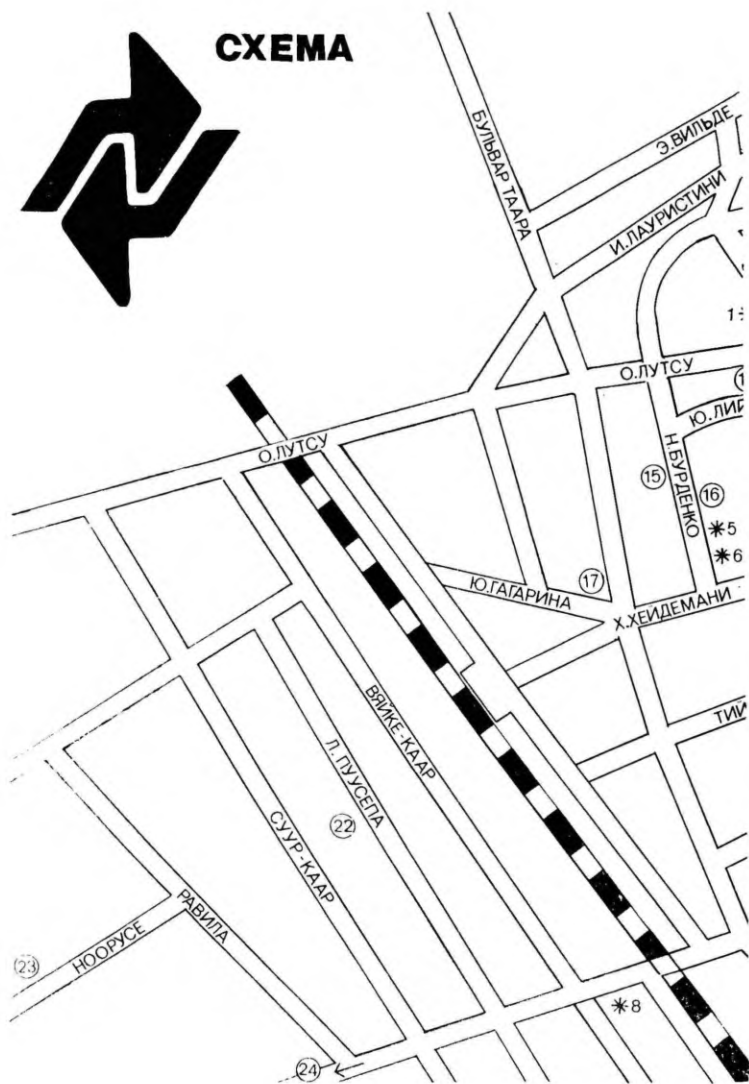 СХЕМА
БУЛЬВАР ТААРА
Э.ВИЛЬДЕ
И.ЛАУРИСТИНИ
О.ЛУТСУ
О.ЛУТСУ
Н.БУРДЕНКО
15
16
✳5
✳6
Ю.ГАГАРИНА
17
Х.ХЕЙДЕМАНИ
ВЯЙКЕ-КААР
Л.ПУУСЕПА
СУУР-КААР
22
РАВИЛА
НООРУСЕ
23
✳8
24